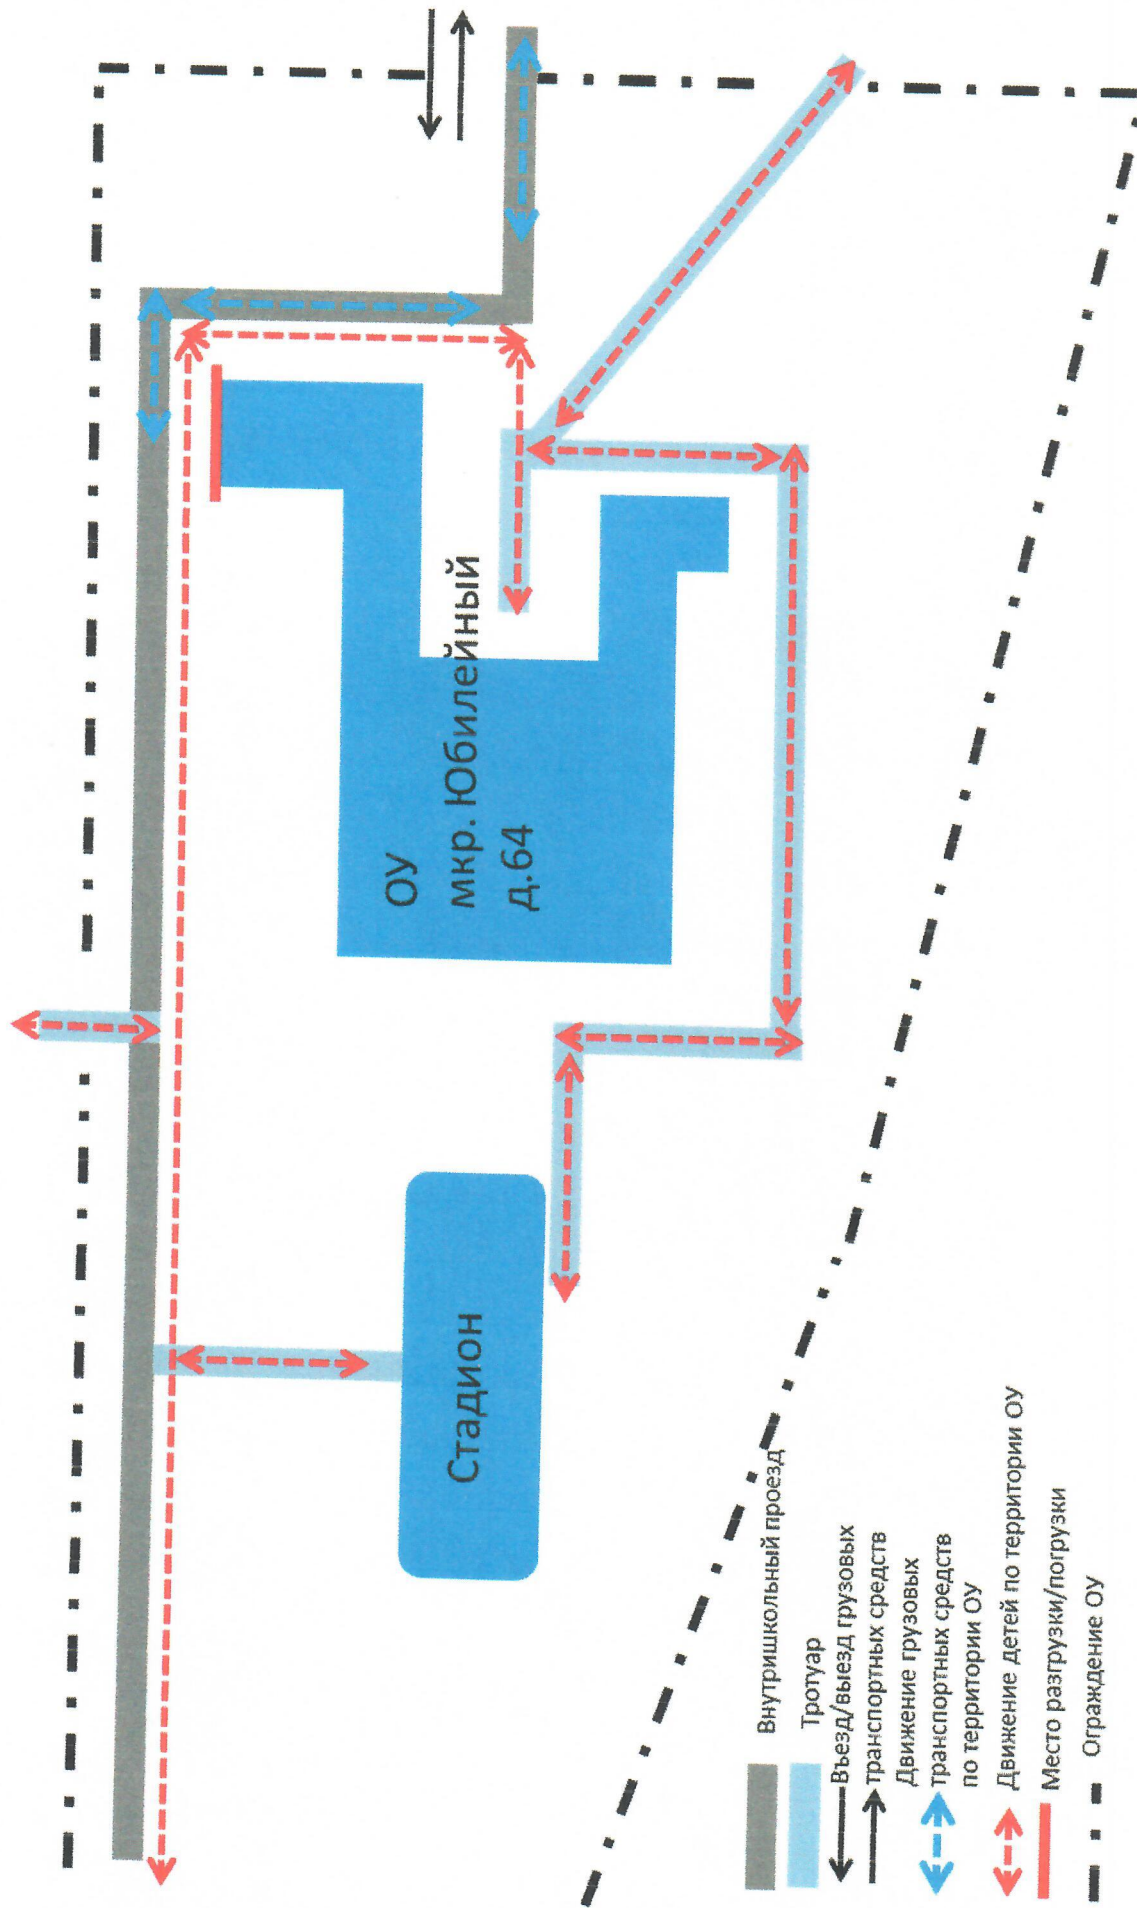 ОУ
мкр. Юбилейный
д.64
Стадион
Внутришкольный проезд
Тротуар
Въезд/выезд грузовых
транспортных средств
Движение грузовых
транспортных средств
по территории ОУ
Движение детей по территории ОУ
Место разгрузки/погрузки
Ограждение ОУ